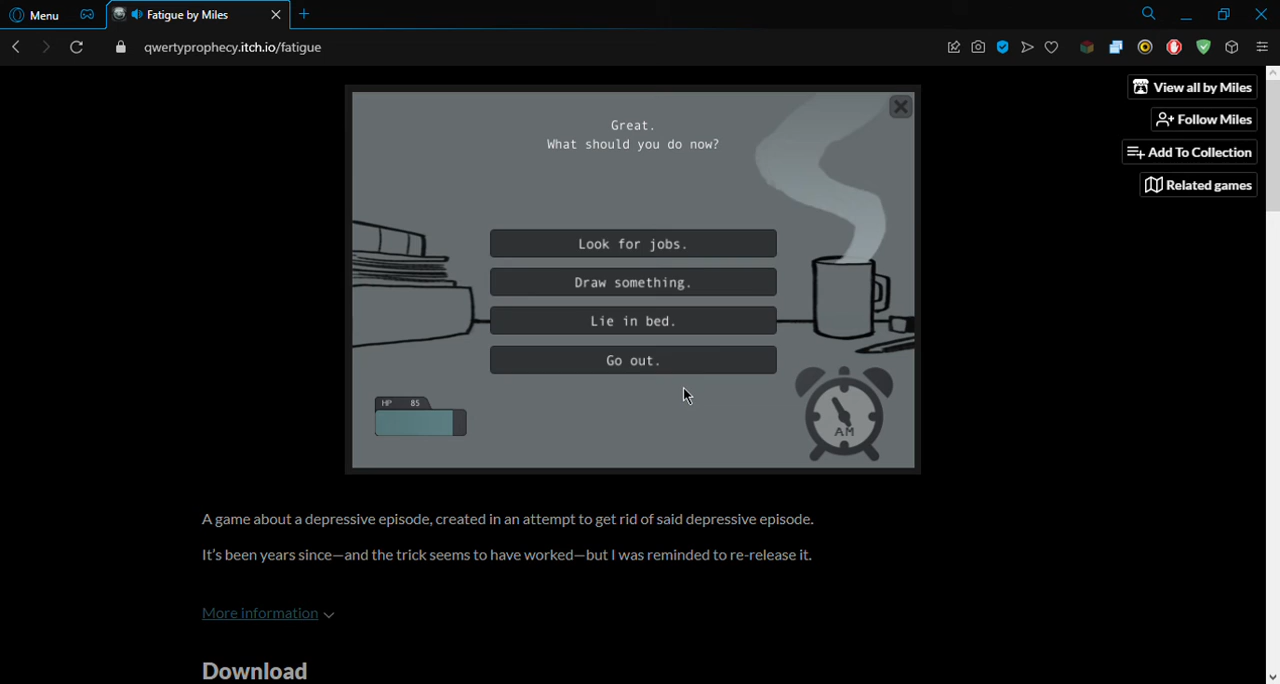 Menu
Fatigue by Miles
qwertyprophecy.itch.io/fatigue
View all by Miles
Follow Miles
Add To Collection
Related games
Great.
What should you do now?
Look for jobs.
Draw something.
Lie in bed.
Go out.
HP 85
AM
A game about a depressive episode, created in an attempt to get rid of said depressive episode.
It's been years since—and the trick seems to have worked—but I was reminded to re-release it.
More information
Download